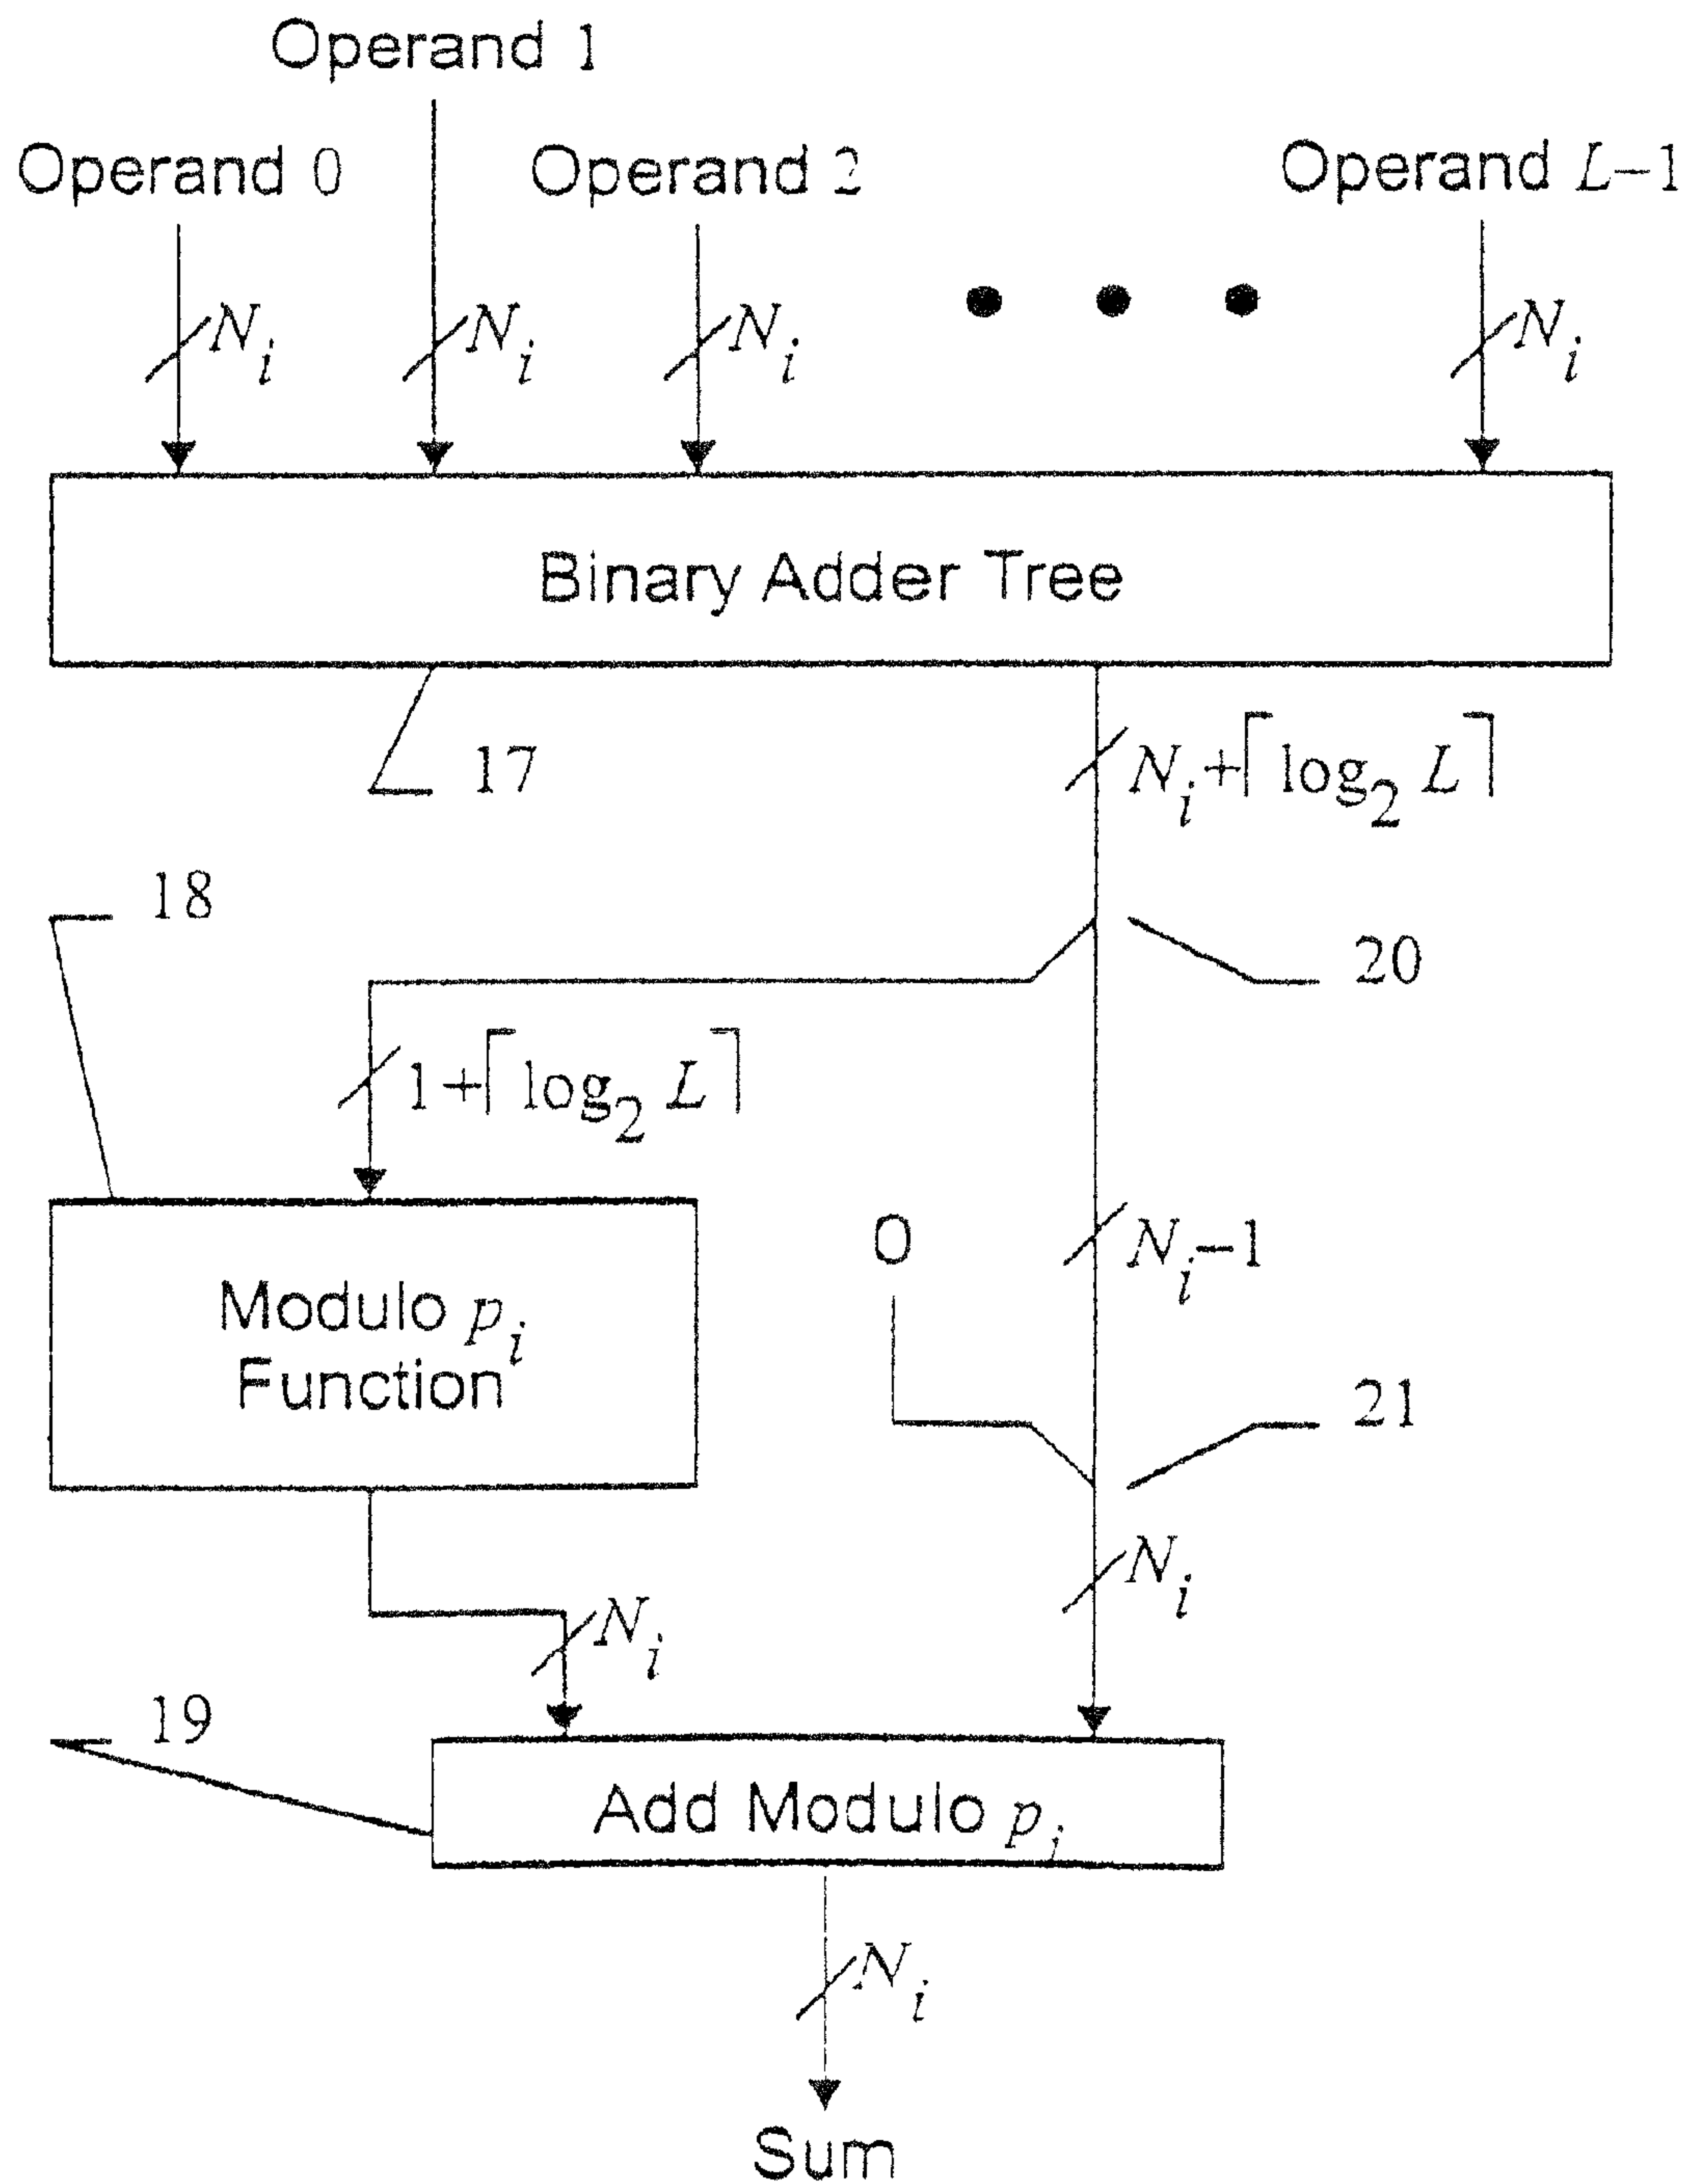 Operand 1
Operand 0
Operand 2
Operand L–1
N_i
N_i
N_i
N_i
Binary Adder Tree
17
N_i+⌈log_2 L⌉
18
20
1+⌈log_2 L⌉
0
N_i–1
Modulo p_i
Function
21
N_i
N_i
19
Add Modulo p_i
N_i
Sum